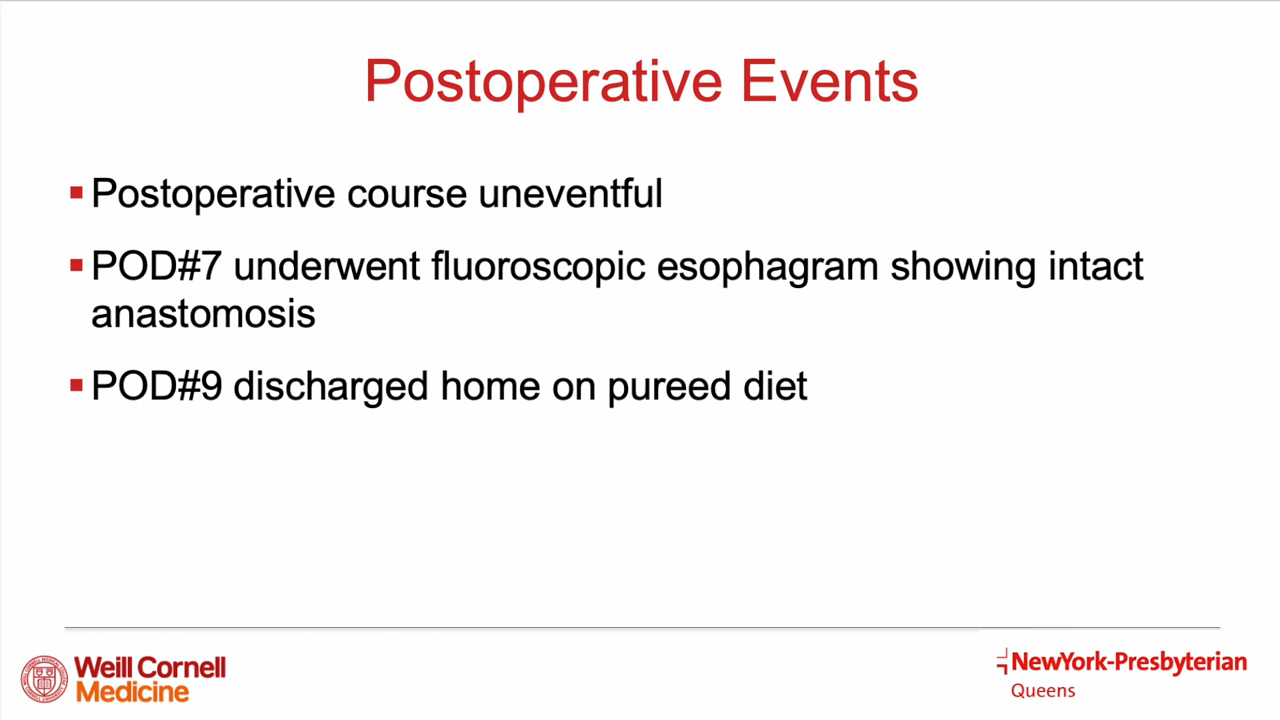 Postoperative Events
▪Postoperative course uneventful
▪POD#7 underwent fluoroscopic esophagram showing intact
anastomosis
▪POD#9 discharged home on pureed diet
Weill Cornell
Medicine
NewYork-Presbyterian
Queens